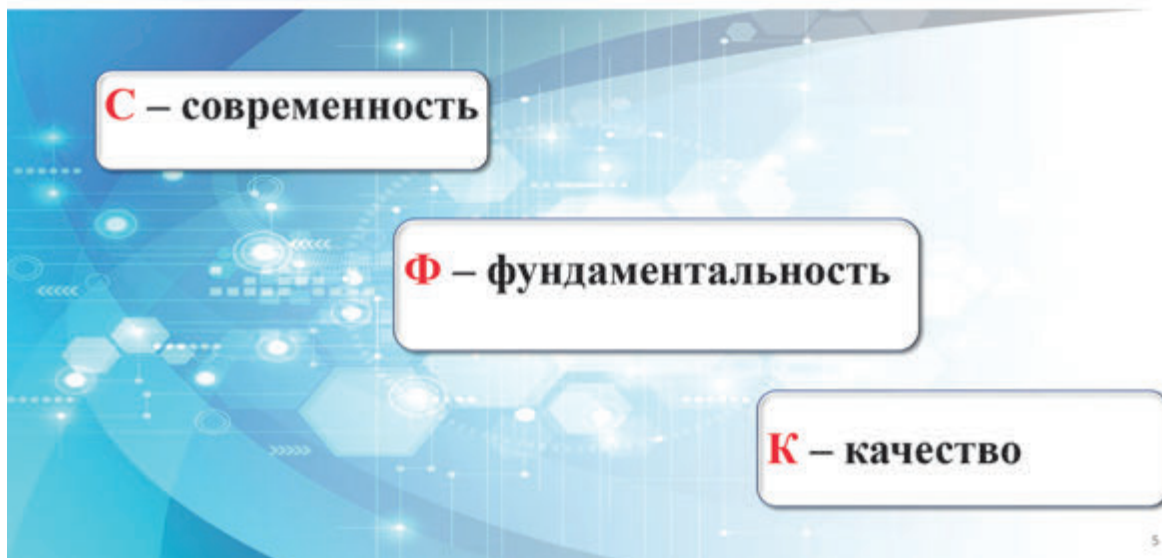 С – современность
Ф – фундаментальность
К – качество
5